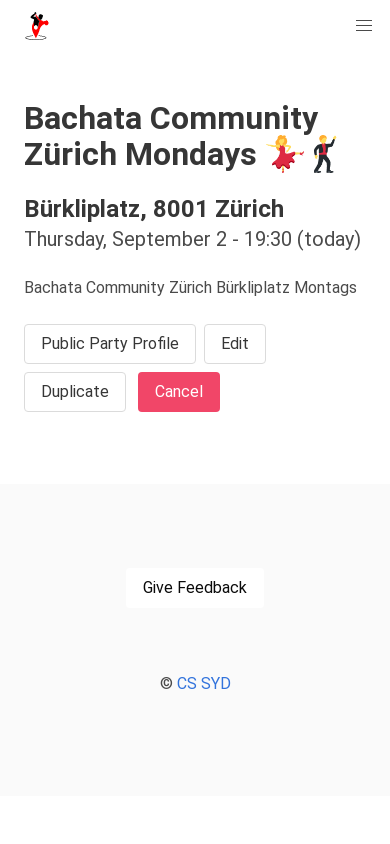 Bachata Community
Zürich Mondays 💃🕺
Bürkliplatz, 8001 Zürich
Thursday, September 2 - 19:30 (today)
Bachata Community Zürich Bürkliplatz Montags
Public Party Profile
Edit
Duplicate
Cancel
Give Feedback
© CS SYD